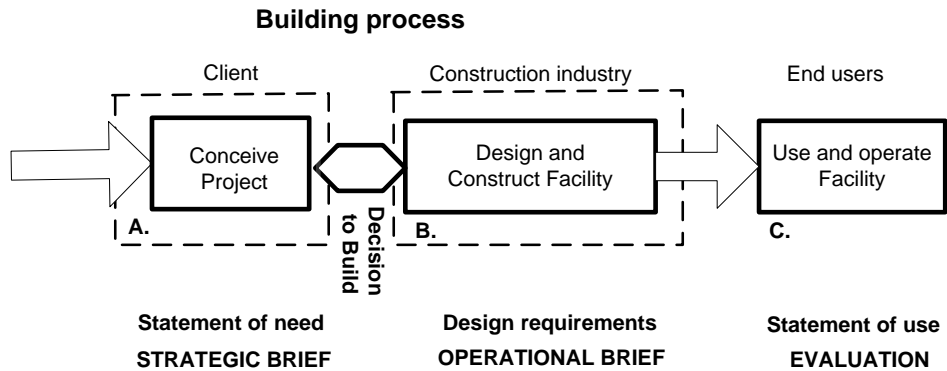 Building process
Client
Construction industry
End users
Conceive
Project
Decision
to Build
Design and
Construct Facility
Use and operate
Facility
A.
B.
C.
Statement of need
STRATEGIC BRIEF
Design requirements
OPERATIONAL BRIEF
Statement of use
EVALUATION